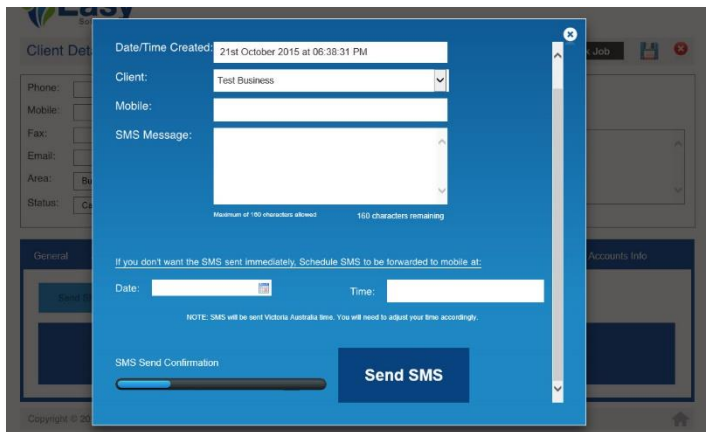 Easy
Client Det
Job
Date/Time Created: 21st October 2015 at 06:38:31 PM
Client: Test Business
Mobile:
SMS Message:
Maximum of 160 characters allowed 160 characters remaining
If you don't want the SMS sent immediately, Schedule SMS to be forwarded to mobile at:
Date: Time:
NOTE: SMS will be sent Victoria Australia time. You will need to adjust your time accordingly.
SMS Send Confirmation
Send SMS
Phone:
Mobile:
Fax:
Email:
Area: Bu
Status: Ca
General
Accounts Info
Copyright © 20